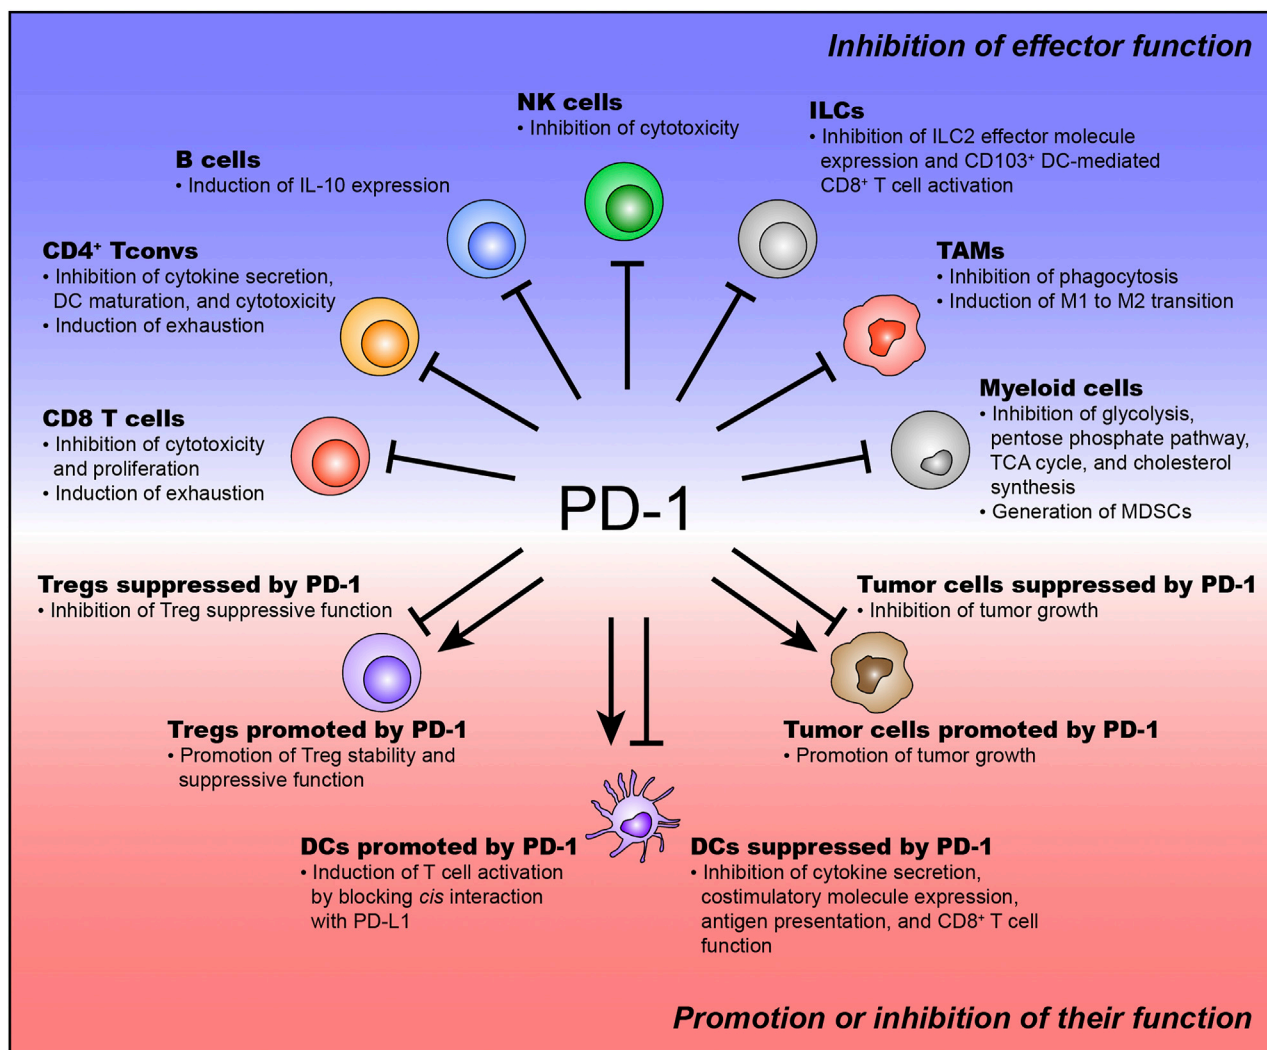 Inhibition of effector function
NK cells
• Inhibition of cytotoxicity
ILCs
• Inhibition of ILC2 effector molecule
expression and CD103⁺ DC-mediated
CD8⁺ T cell activation
B cells
• Induction of IL-10 expression
CD4⁺ Tconvs
• Inhibition of cytokine secretion,
DC maturation, and cytotoxicity
• Induction of exhaustion
TAMs
• Inhibition of phagocytosis
• Induction of M1 to M2 transition
CD8 T cells
• Inhibition of cytotoxicity
and proliferation
• Induction of exhaustion
Myeloid cells
• Inhibition of glycolysis,
pentose phosphate pathway,
TCA cycle, and cholesterol
synthesis
• Generation of MDSCs
PD-1
Tregs suppressed by PD-1
• Inhibition of Treg suppressive function
Tumor cells suppressed by PD-1
• Inhibition of tumor growth
Tregs promoted by PD-1
• Promotion of Treg stability and
suppressive function
Tumor cells promoted by PD-1
• Promotion of tumor growth
DCs promoted by PD-1
• Induction of T cell activation
by blocking cis interaction
with PD-L1
DCs suppressed by PD-1
• Inhibition of cytokine secretion,
costimulatory molecule expression,
antigen presentation, and CD8⁺ T cell
function
Promotion or inhibition of their function